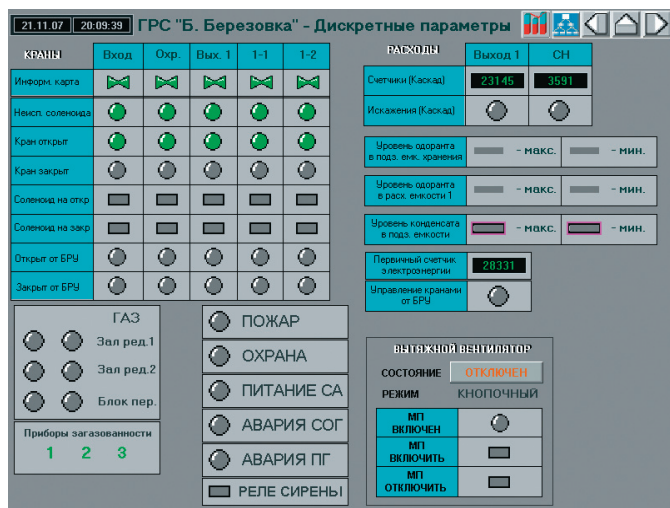 21.11.07 20:09:39 ГРС "Б. Березовка" - Дискретные параметры
КРАНЫ Вход Охр. Вых. 1 1-1 1-2
Информ. карта
Неисп. соленоида
Кран открыт
Кран закрыт
Соленоид на откр
Соленоид на закр
Открыт от БРУ
Закрыт от БРУ
РАСХОДЫ Выход 1 СН
Счетчики (Каскад) 23145 3591
Искажения (Каскад)
Уровень одоранта
в подз. емк. хранения - макс. - мин.
Уровень одоранта
в расх. емкости 1 - макс. - мин.
Уровень конденсата
в подз. емкости - макс. - мин.
Первичный счетчик
электроэнергии 28331
Управление кранами
от БРУ
ГАЗ
Зал ред.1
Зал ред.2
Блок пер.
Приборы загазованности
1 2 3
ПОЖАР
ОХРАНА
ПИТАНИЕ СА
АВАРИЯ СОГ
АВАРИЯ ПГ
РЕЛЕ СИРЕНЫ
ВЫТЯЖНОЙ ВЕНТИЛЯТОР
СОСТОЯНИЕ ОТКЛЮЧЕН
РЕЖИМ КНОПОЧНЫЙ
МП
ВКЛЮЧЕН
МП
ВКЛЮЧИТЬ
МП
ОТКЛЮЧИТЬ